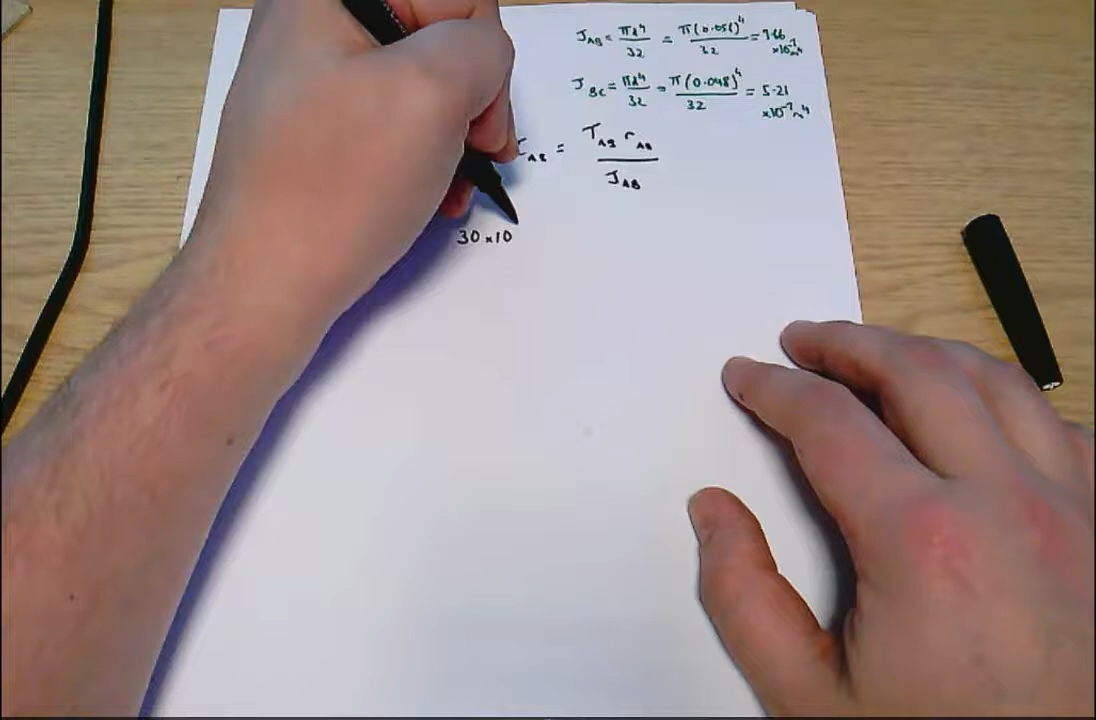 J_AB = πd⁴/32 = π(0.051)⁴/32 = 7.66 ×10⁻⁷ m⁴
J_BC = πd⁴/32 = π(0.048)⁴/32 = 5.21 ×10⁻⁷ m⁴
τ_AB = T_AB r_AB / J_AB
30×10